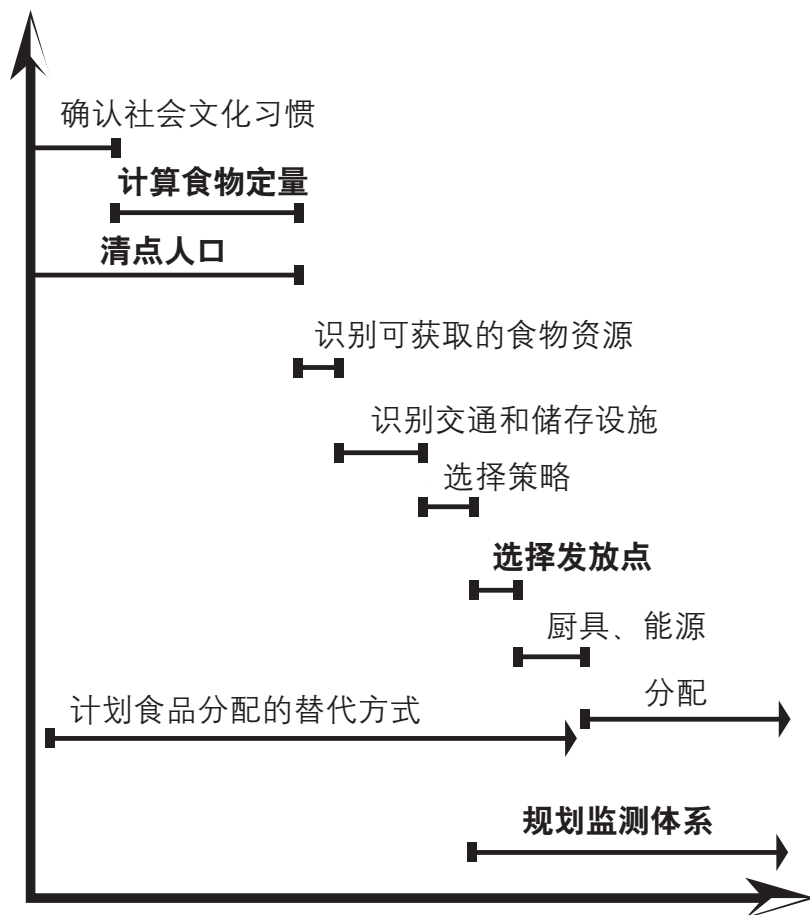 确认社会文化习惯
计算食物定量
清点人口
识别可获取的食物资源
识别交通和储存设施
选择策略
选择发放点
厨具、能源
分配
计划食品分配的替代方式
规划监测体系